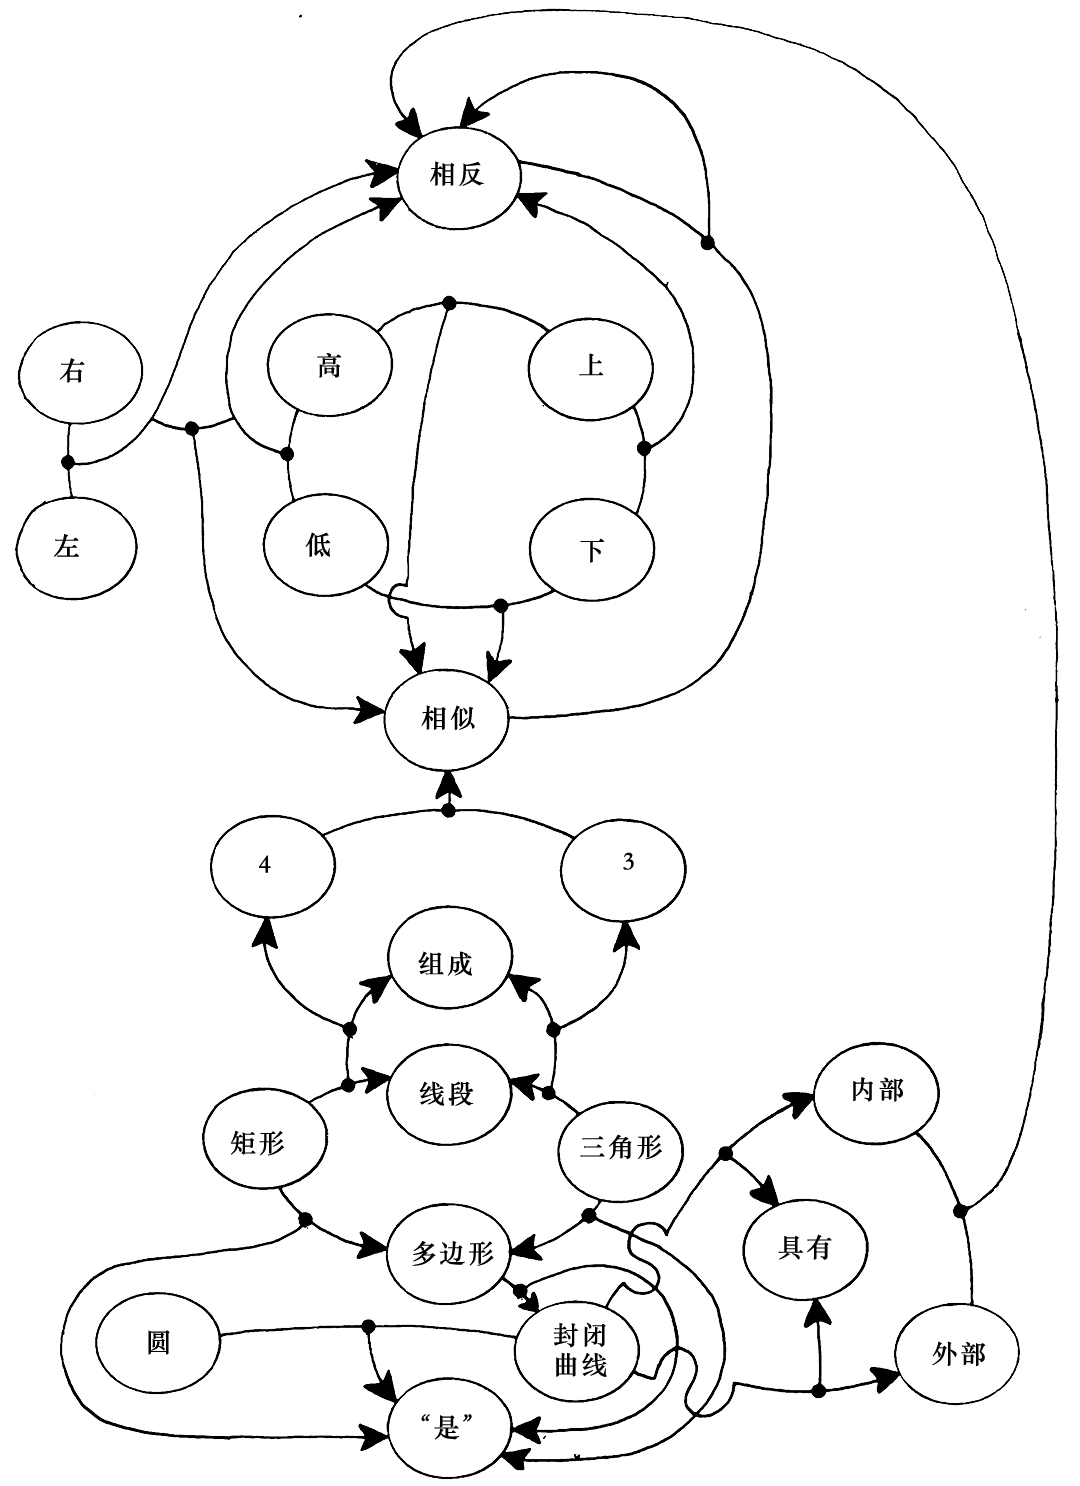 相反
高
上
右
左
低
下
相似
4
3
组成
线段
内部
矩形
三角形
多边形
具有
圆
封闭
曲线
外部
“是”